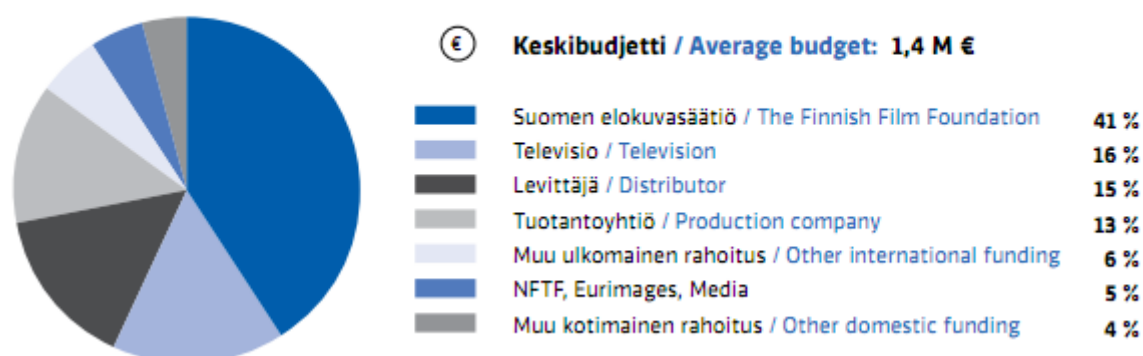 € Keskibudjetti / Average budget: 1,4 M €
Suomen elokuvasäätiö / The Finnish Film Foundation 41 %
Televisio / Television 16 %
Levittäjä / Distributor 15 %
Tuotantoyhtiö / Production company 13 %
Muu ulkomainen rahoitus / Other international funding 6 %
NFTF, Eurimages, Media 5 %
Muu kotimainen rahoitus / Other domestic funding 4 %